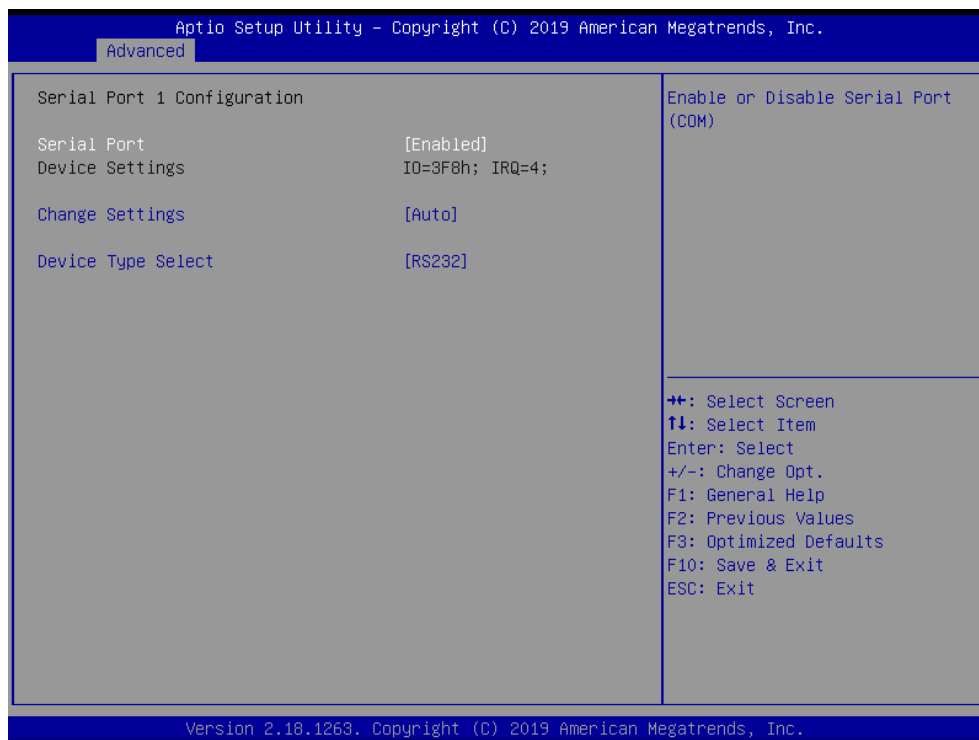 Aptio Setup Utility – Copyright (C) 2019 American Megatrends, Inc.
Advanced
Serial Port 1 Configuration
Serial Port [Enabled]
Device Settings IO=3F8h; IRQ=4;
Change Settings [Auto]
Device Type Select [RS232]
Enable or Disable Serial Port
(COM)
→←: Select Screen
↑↓: Select Item
Enter: Select
+/-: Change Opt.
F1: General Help
F2: Previous Values
F3: Optimized Defaults
F10: Save & Exit
ESC: Exit
Version 2.18.1263. Copyright (C) 2019 American Megatrends, Inc.